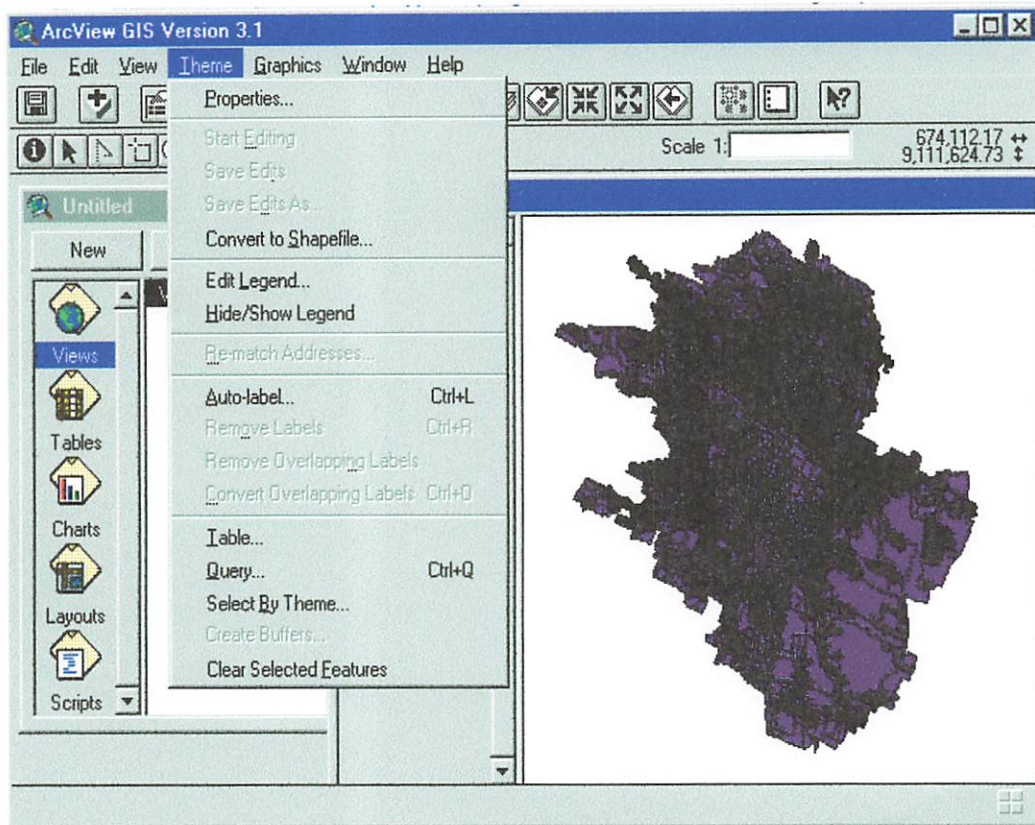 ArcView GIS Version 3.1
File Edit View Theme Graphics Window Help
Properties...
Start Editing
Save Edits
Save Edits As...
Convert to Shapefile...
Edit Legend...
Hide/Show Legend
Re-match Addresses...
Auto-label... Ctrl+L
Remove Labels Ctrl+R
Remove Overlapping Labels
Convert Overlapping Labels Ctrl+O
Table...
Query... Ctrl+Q
Select By Theme...
Create Buffers...
Clear Selected Features
Scale 1:
674,112.17
9,111,624.73
Untitled
New
Views
Tables
Charts
Layouts
Scripts